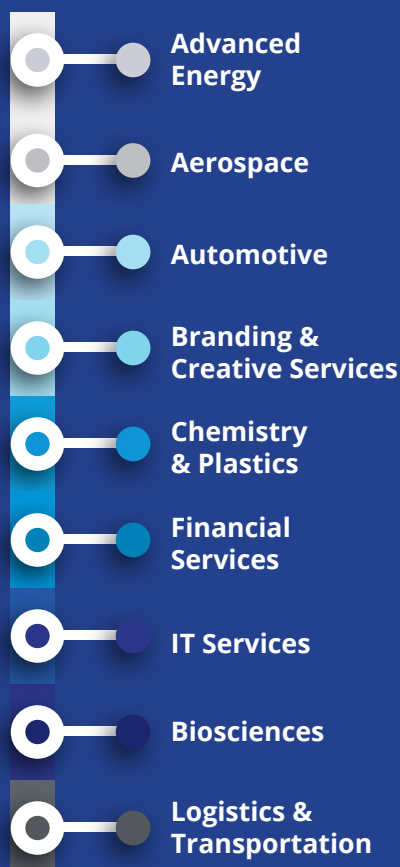 Advanced
Energy
Aerospace
Automotive
Branding &
Creative Services
Chemistry
& Plastics
Financial
Services
IT Services
Biosciences
Logistics &
Transportation